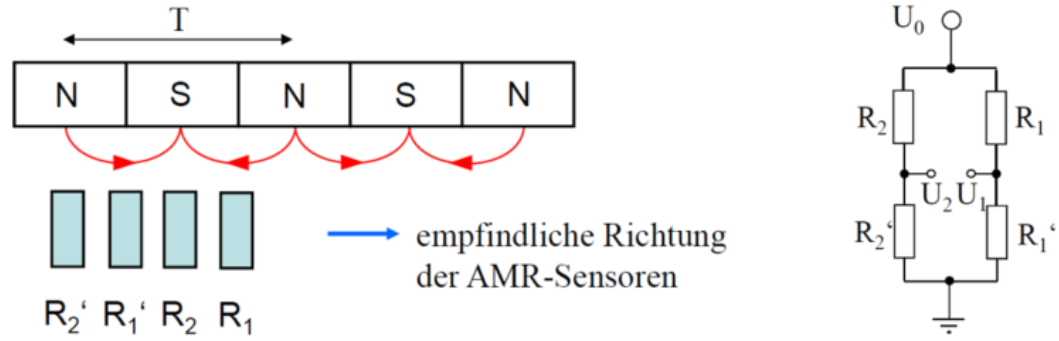 T
N S N S N
R2‘ R1‘ R2 R1
empfindliche Richtung
der AMR-Sensoren
U0
R2 R1
U2 U1
R2‘ R1‘